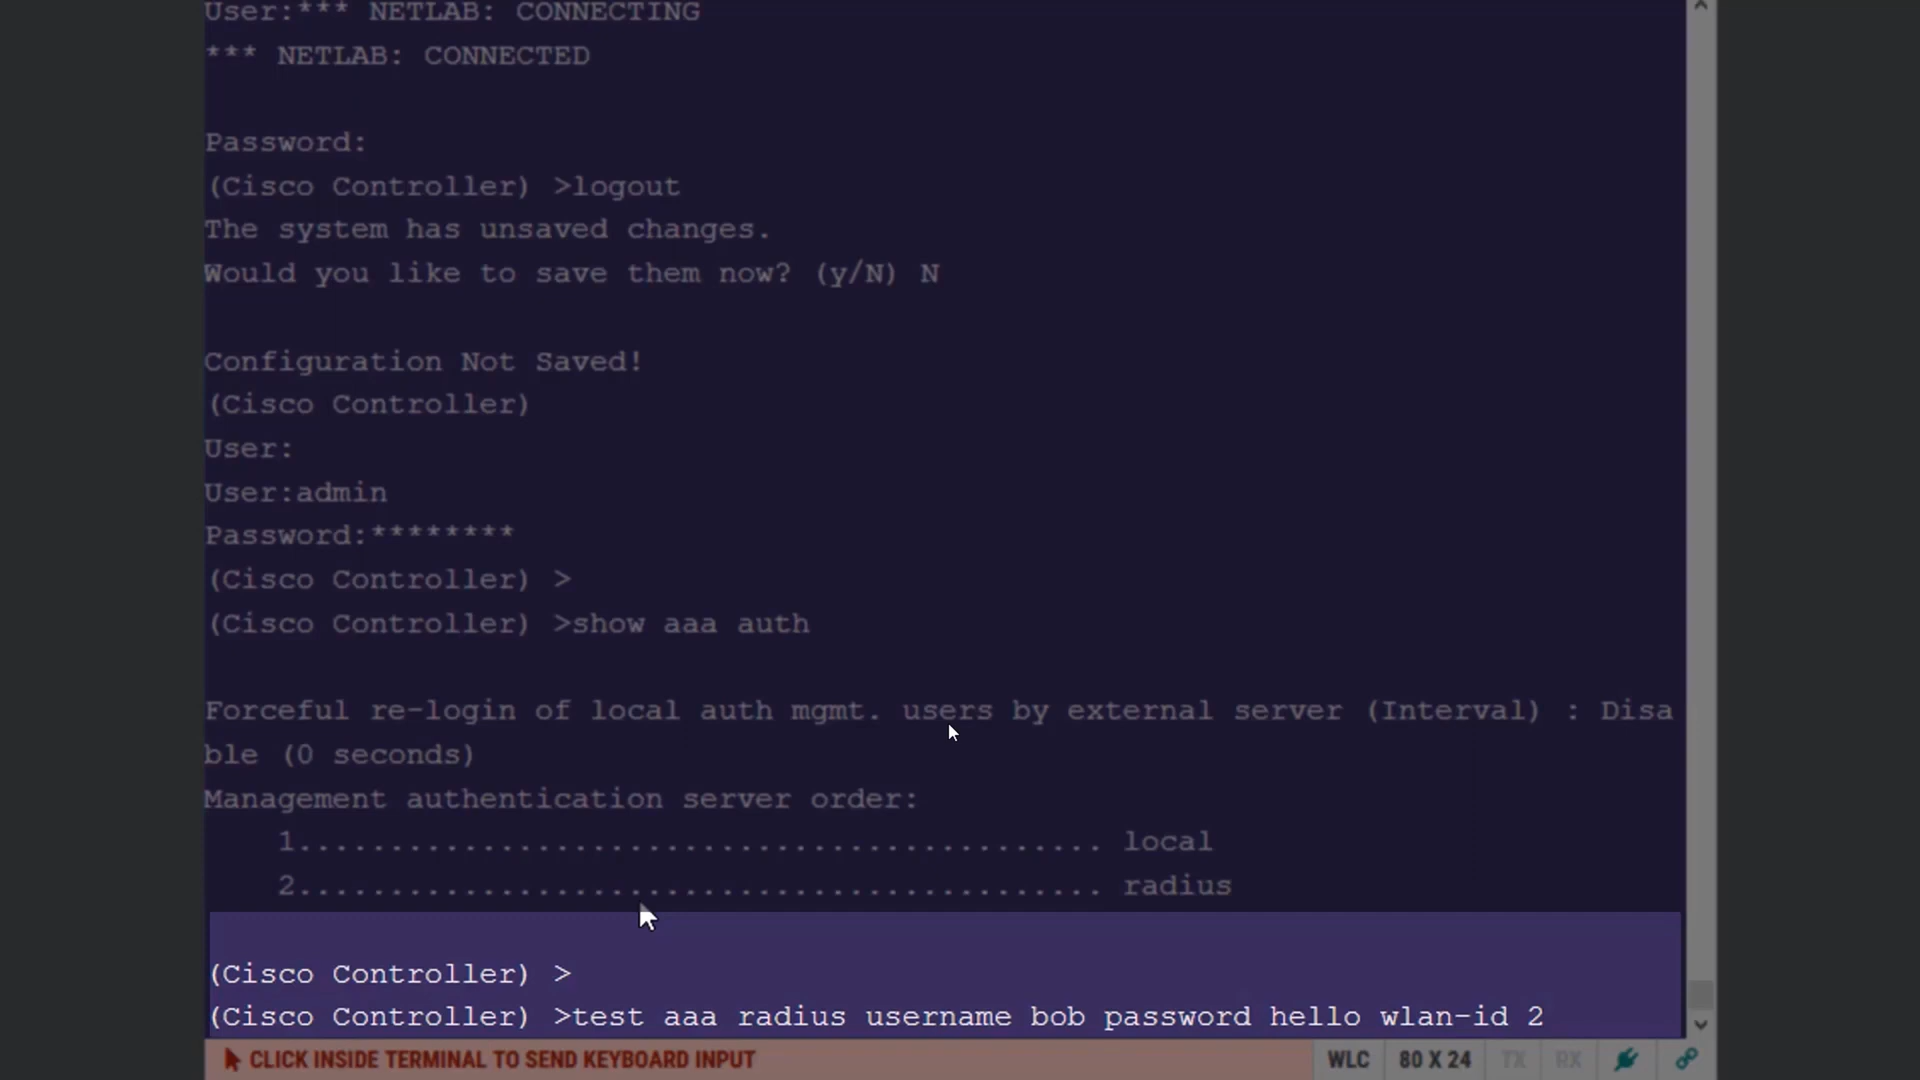 User:*** NETLAB: CONNECTING
*** NETLAB: CONNECTED
Password:
(Cisco Controller) >logout
The system has unsaved changes.
Would you like to save them now? (y/N) N
Configuration Not Saved!
(Cisco Controller)
User:
User:admin
Password:********
(Cisco Controller) >
(Cisco Controller) >show aaa auth
Forceful re-login of local auth mgmt. users by external server (Interval) : Disa
ble (0 seconds)
Management authentication server order:
1............................................ local
2............................................ radius
(Cisco Controller) >
(Cisco Controller) >test aaa radius username bob password hello wlan-id 2
CLICK INSIDE TERMINAL TO SEND KEYBOARD INPUT WLC 80 X 24 TX RX